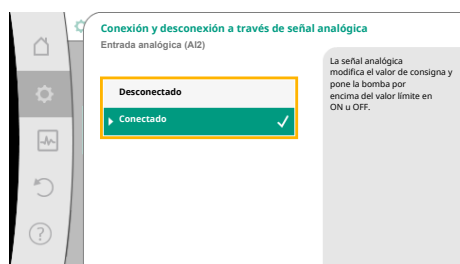 Conexión y desconexión a través de señal
analógica
Entrada analógica (AI2)
Desconectado
Conectado
La señal analógica
modifica el valor de consigna y
pone la bomba por
encima del valor límite en
ON u OFF.
?